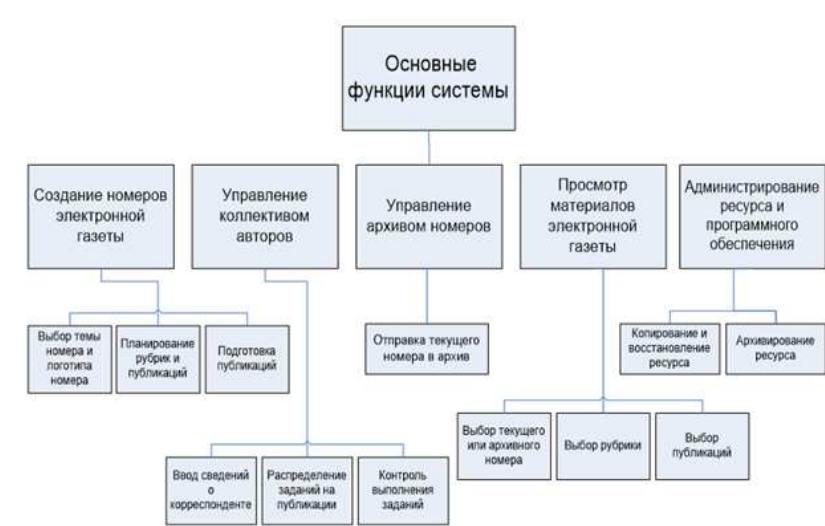 Основные
функции системы
Создание номеров
электронной
газеты
Управление
коллективом
авторов
Управление
архивом номеров
Просмотр
материалов
электронной
газеты
Администрирование
ресурса и
программного
обеспечения
Выбор темы
номера и
логотипа
номера
Планирование
рубрик и
публикаций
Подготовка
публикаций
Отправка текущего
номера в архив
Копирование и
восстановление
ресурса
Архивирование
ресурса
Выбор текущего
или архивного
номера
Выбор рубрики
Выбор
публикаций
Ввод сведений
о
корреспонденте
Распределение
заданий на
публикации
Контроль
выполнения
заданий